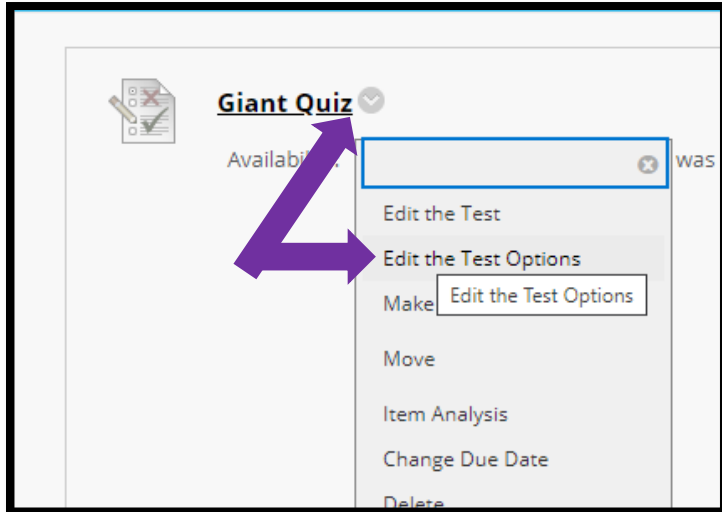 Giant Quiz
was
Edit the Test
Edit the Test Options
Make
Edit the Test Options
Move
Item Analysis
Change Due Date
Delete